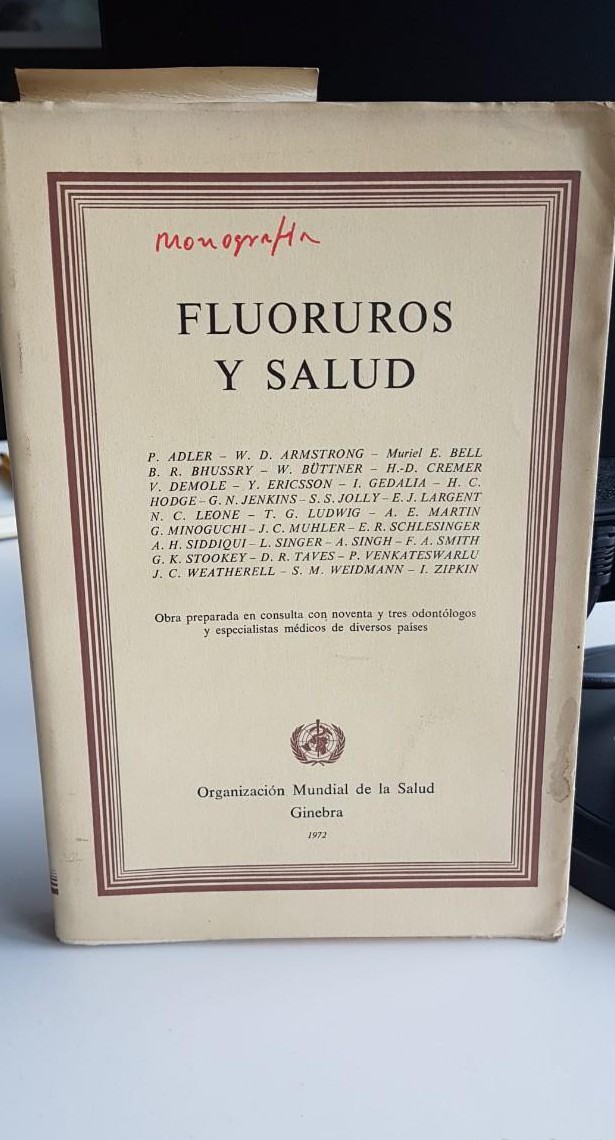 monografía
FLUORUROS
Y SALUD
P. ADLER – W. D. ARMSTRONG – Muriel E. BELL
B. R. BHUSSRY – W. BÜTTNER – H.-D. CREMER
V. DEMOLE – Y. ERICSSON – I. GEDALIA – H. C.
HODGE – G. N. JENKINS – S. S. JOLLY – E. J. LARGENT
N. C. LEONE – T. G. LUDWIG – A. E. MARTIN
G. MINOGUCHI – J. C. MUHLER – E. R. SCHLESINGER
A. H. SIDDIQUI – L. SINGER – A. SINGH – F. A. SMITH
G. K. STOOKEY – D. R. TAVES – P. VENKATESWARLU
J. C. WEATHERELL – S. M. WEIDMANN – I. ZIPKIN
Obra preparada en consulta con noventa y tres odontólogos
y especialistas médicos de diversos países
Organización Mundial de la Salud
Ginebra
1972